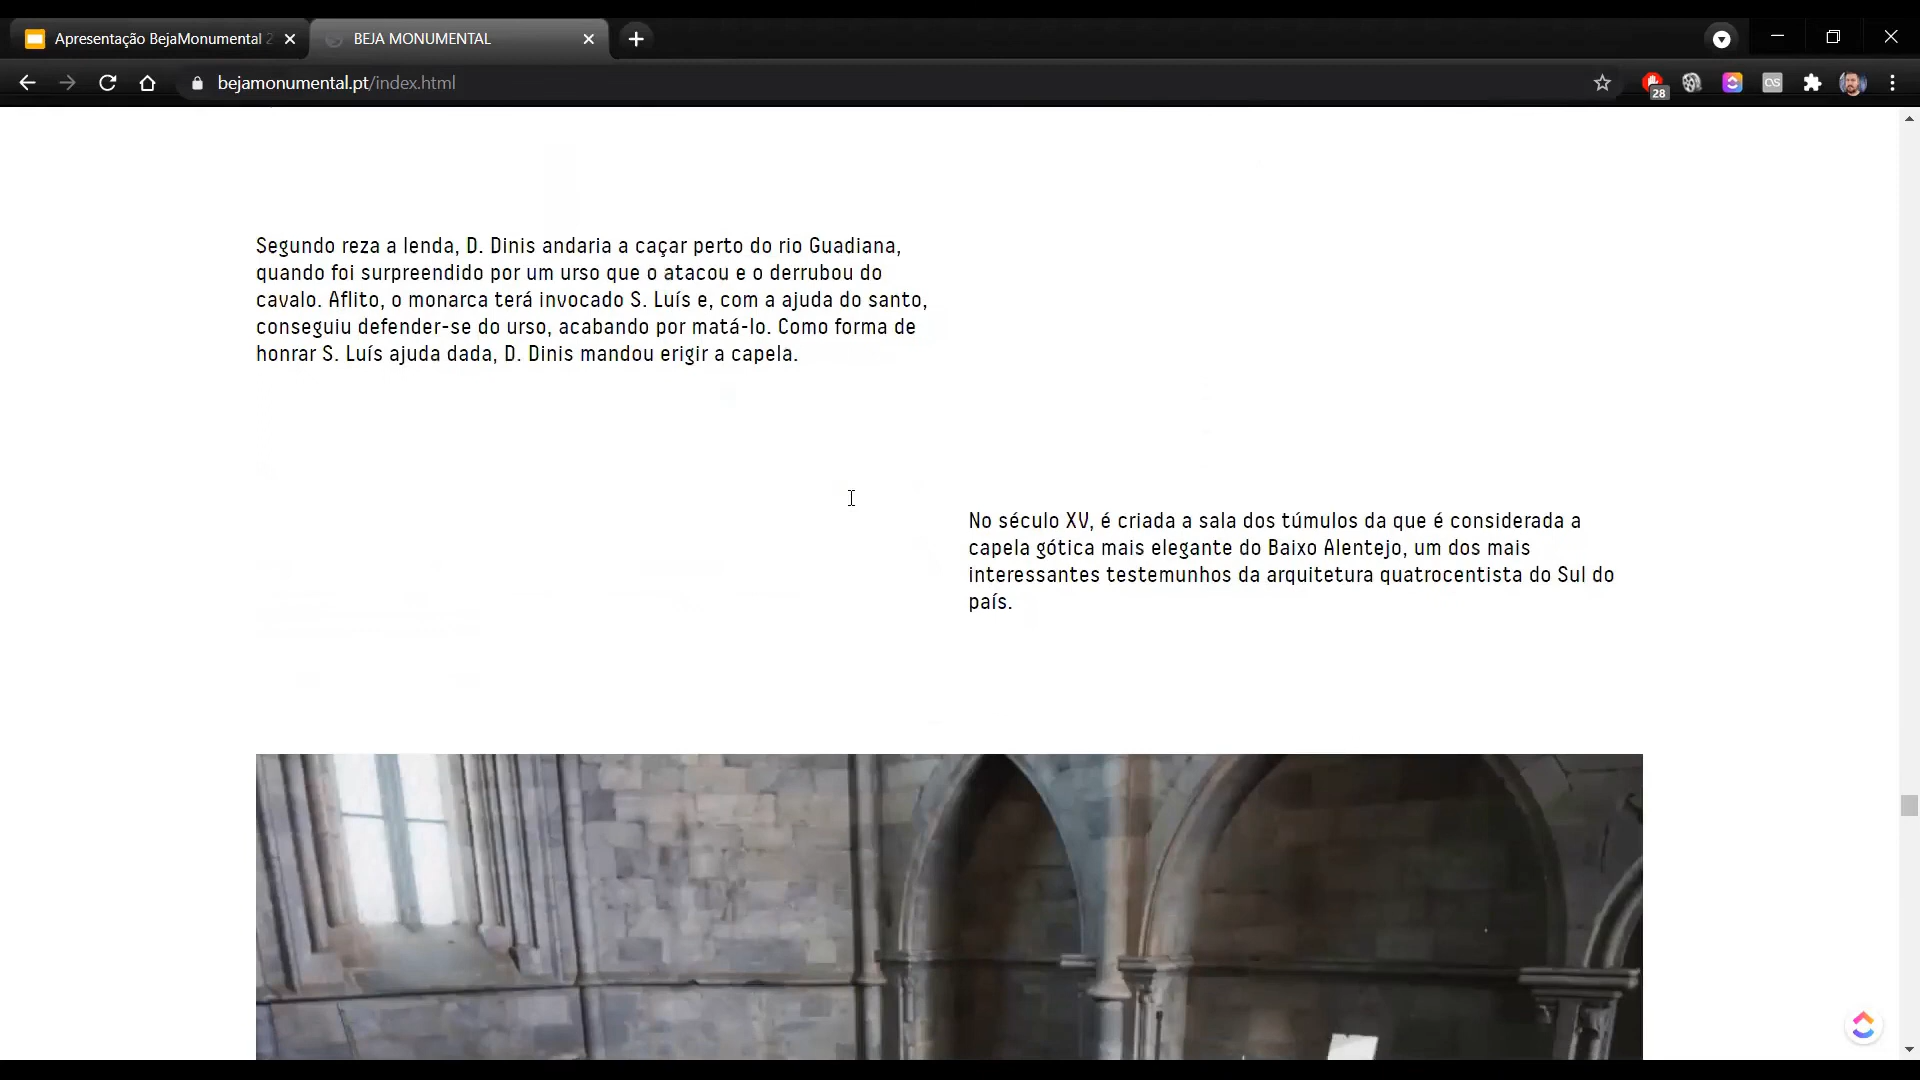 Apresentação BejaMonumental 2
BEJA MONUMENTAL
bejamonumental.pt/index.html
28
Segundo reza a lenda, D. Dinis andaria a caçar perto do rio Guadiana,
quando foi surpreendido por um urso que o atacou e o derrubou do
cavalo. Aflito, o monarca terá invocado S. Luís e, com a ajuda do santo,
conseguiu defender-se do urso, acabando por matá-lo. Como forma de
honrar S. Luís ajuda dada, D. Dinis mandou erigir a capela.
No século XV, é criada a sala dos túmulos da que é considerada a
capela gótica mais elegante do Baixo Alentejo, um dos mais
interessantes testemunhos da arquitetura quatrocentista do Sul do
país.